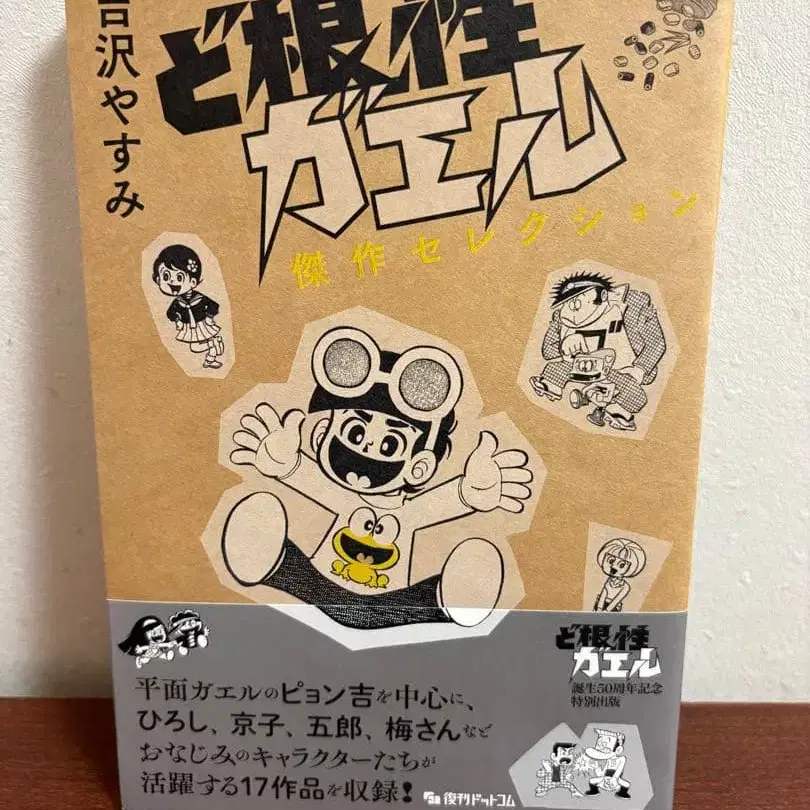 吉沢やすみ
ど根性
ガエル
傑作セレクション
ど根性
ガエル
誕生50周年記念
特別出版
平面ガエルのピョン吉を中心に、
ひろし、京子、五郎、梅さんなど
おなじみのキャラクターたちが
活躍する17作品を収録!
復刊ドットコム